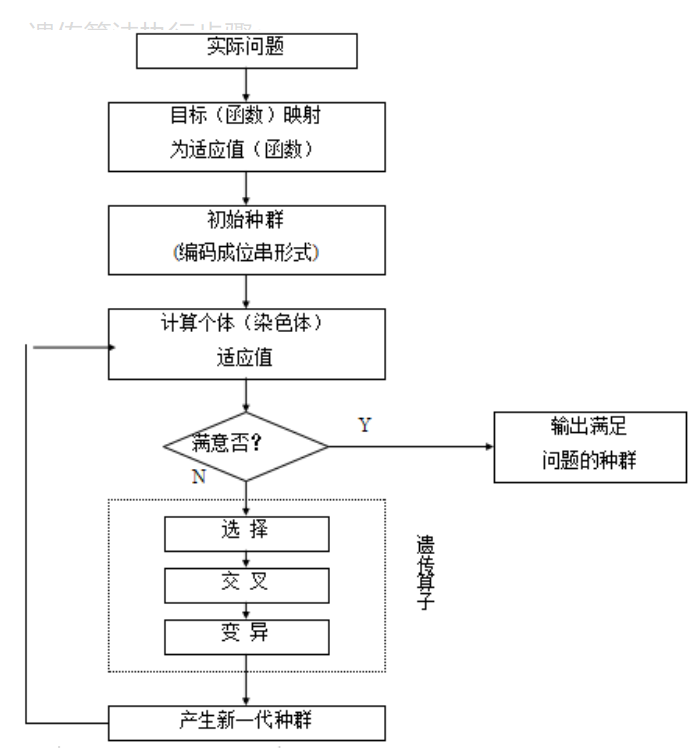 实际问题
目标（函数）映射
为适应值（函数）
初始种群
(编码成位串形式)
计算个体（染色体）
适应值
满意否？
Y
输出满足
问题的种群
N
选 择
交 叉
变 异
遗传算子
产生新一代种群